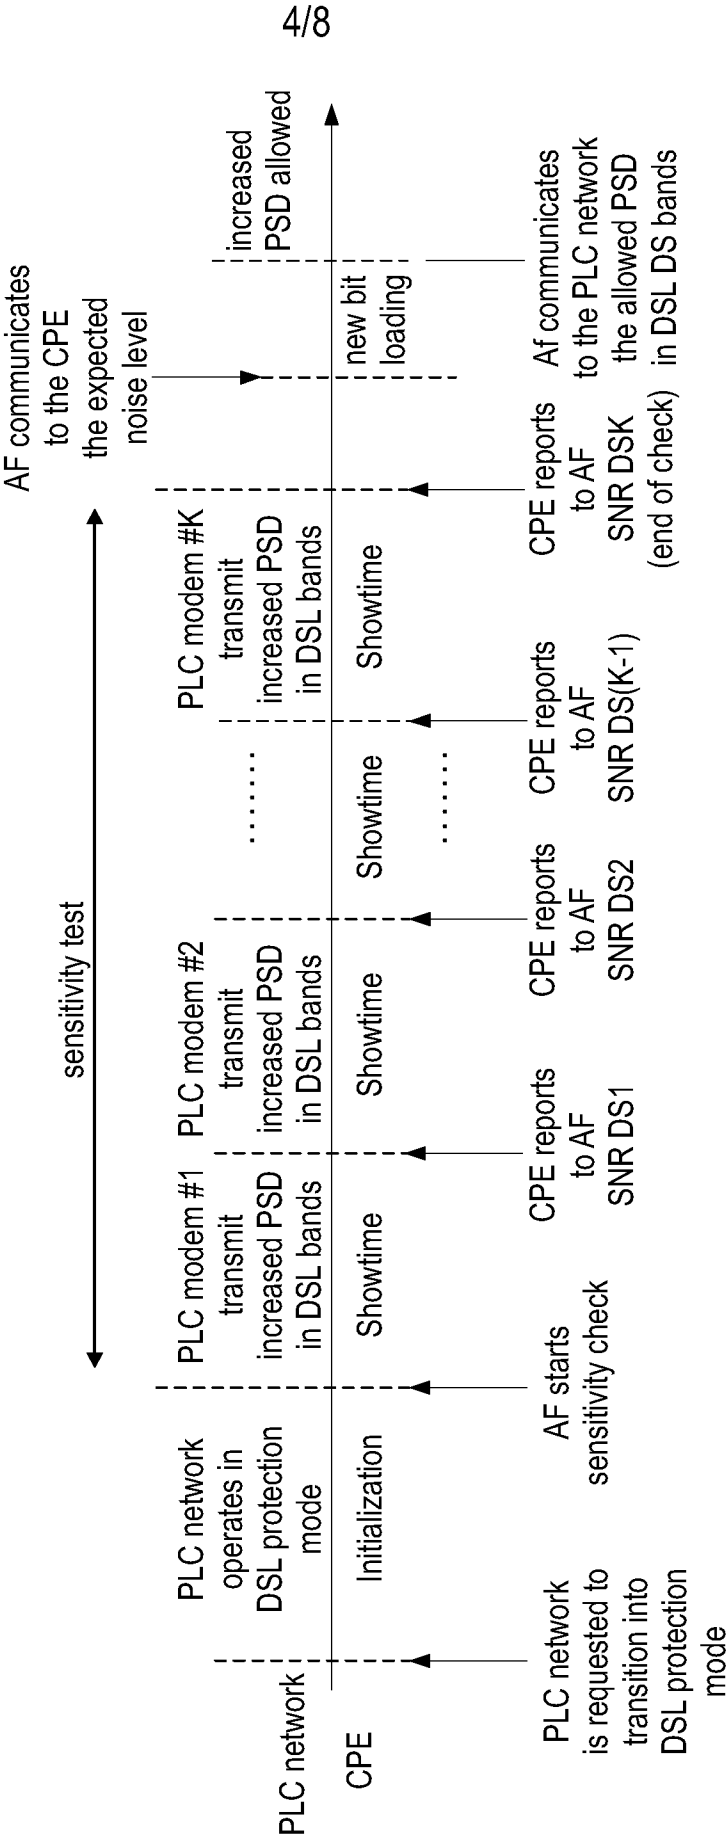 4/8
AF communicates
to the CPE
the expected
noise level
sensitivity test
PLC network
operates in
DSL protection
mode
PLC modem #1
transmit
increased PSD
in DSL bands
PLC modem #2
transmit
increased PSD
in DSL bands
........
PLC modem #K
transmit
increased PSD
in DSL bands
increased
PSD allowed
PLC network
CPE
Initialization
Showtime
Showtime
Showtime
Showtime
new bit
loading
........
PLC network
is requested to
transition into
DSL protection
mode
AF starts
sensitivity check
CPE reports
to AF
SNR DS1
CPE reports
to AF
SNR DS2
CPE reports
to AF
SNR DS(K-1)
CPE reports
to AF
SNR DSK
(end of check)
Af communicates
to the PLC network
the allowed PSD
in DSL DS bands